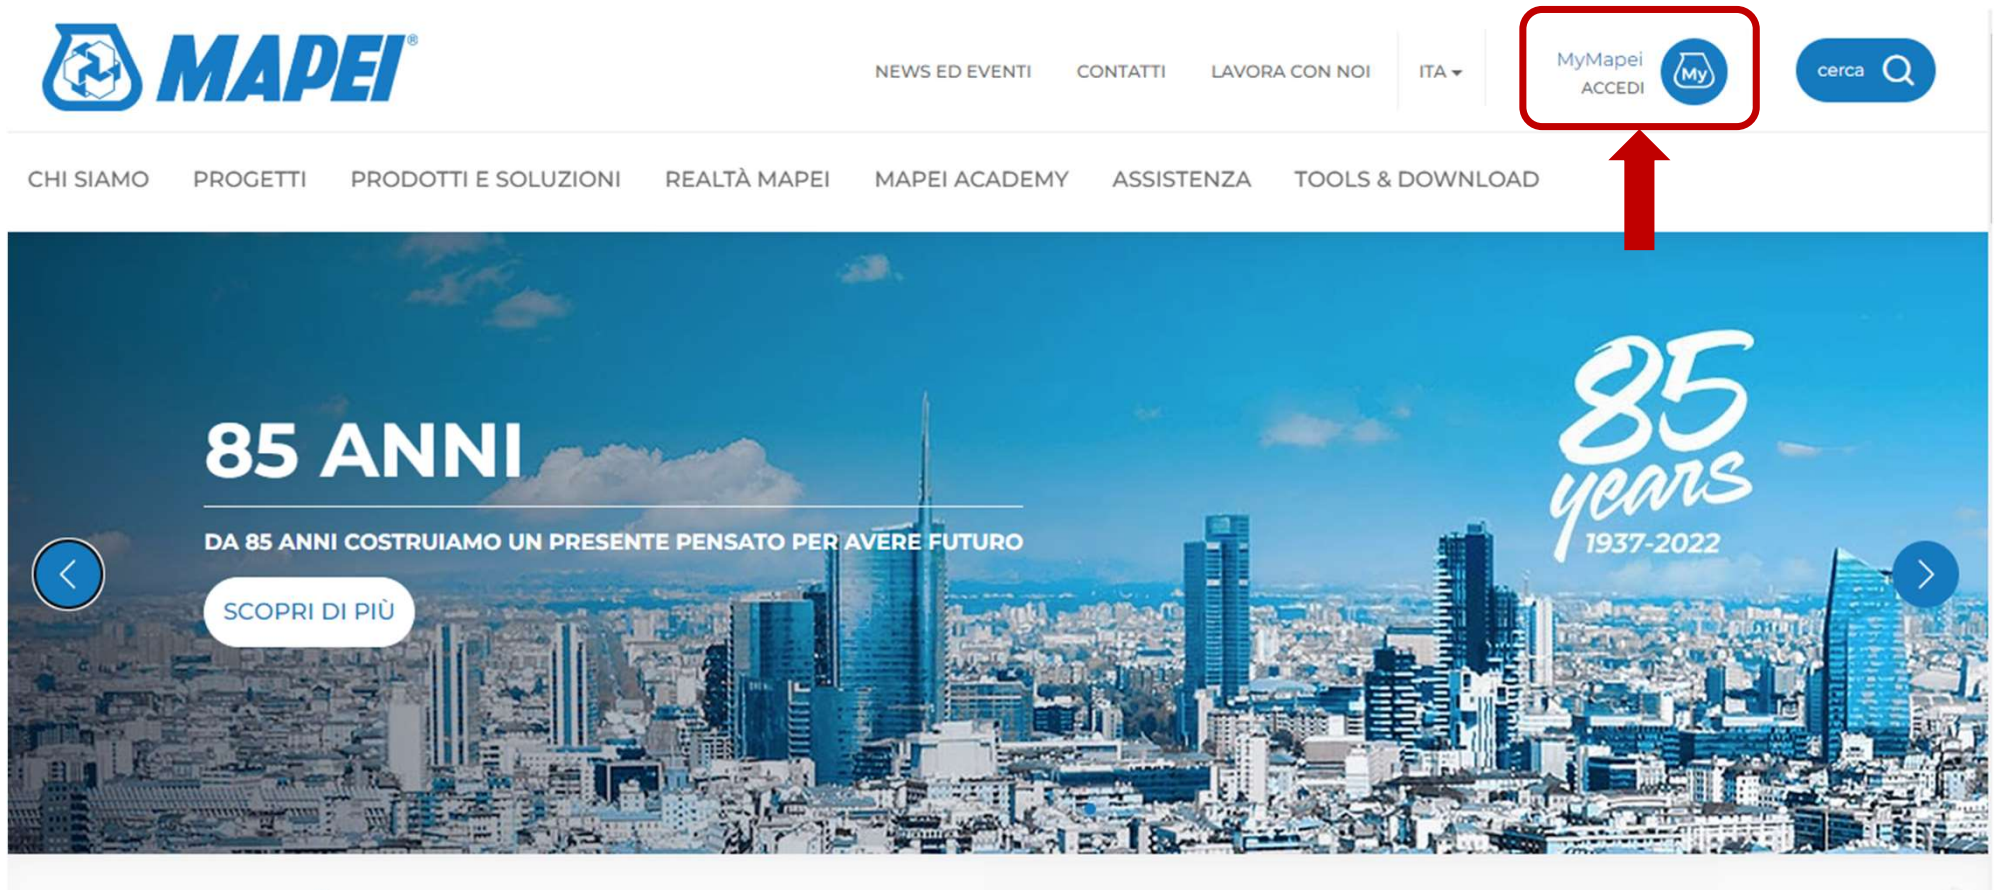 MAPEI®
NEWS ED EVENTI CONTATTI LAVORA CON NOI ITA
MyMapei
ACCEDI
My
cerca
CHI SIAMO PROGETTI PRODOTTI E SOLUZIONI REALTÀ MAPEI MAPEI ACADEMY ASSISTENZA TOOLS & DOWNLOAD
85 ANNI
DA 85 ANNI COSTRUIAMO UN PRESENTE PENSATO PER AVERE FUTURO
SCOPRI DI PIÙ
85
years
1937-2022